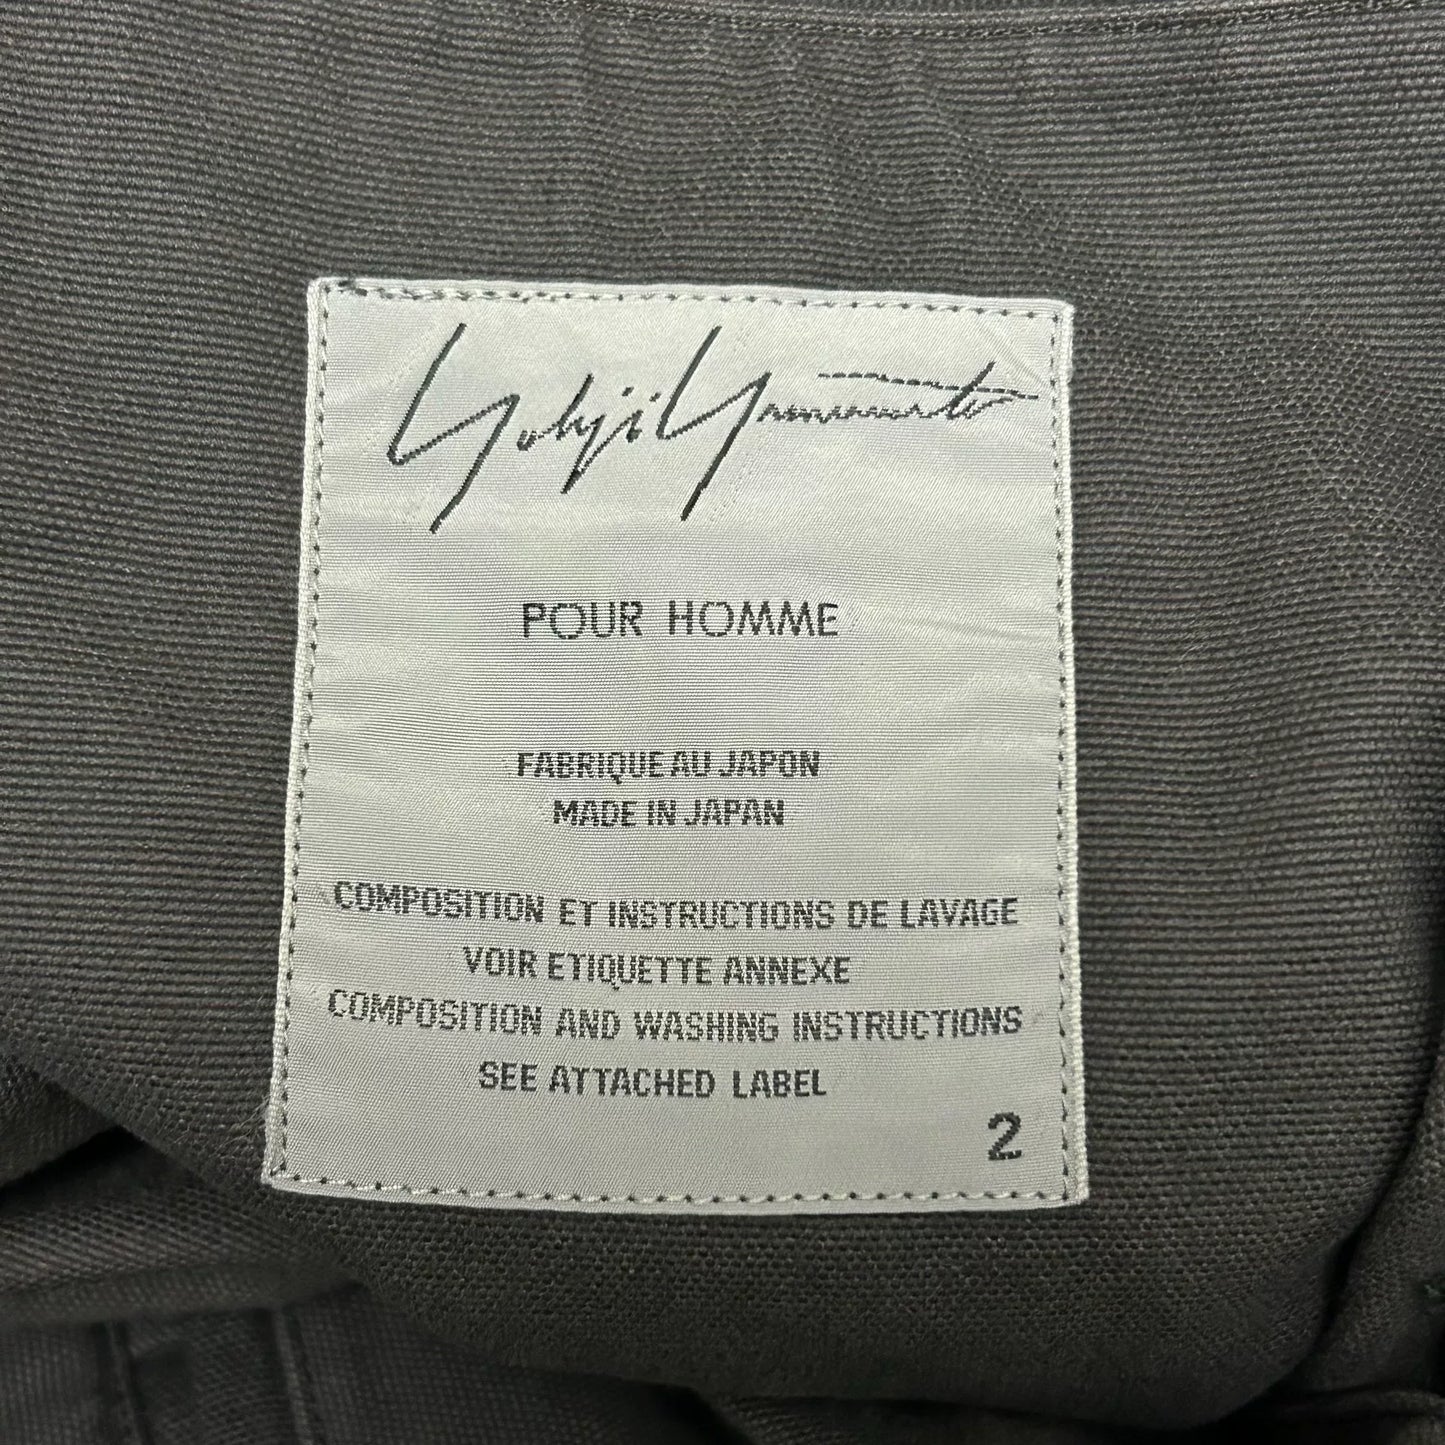 Yohji Yamamoto
POUR HOMME
FABRIQUE AU JAPON
MADE IN JAPAN
COMPOSITION ET INSTRUCTIONS DE LAVAGE
VOIR ETIQUETTE ANNEXE
COMPOSITION AND WASHING INSTRUCTIONS
SEE ATTACHED LABEL
2